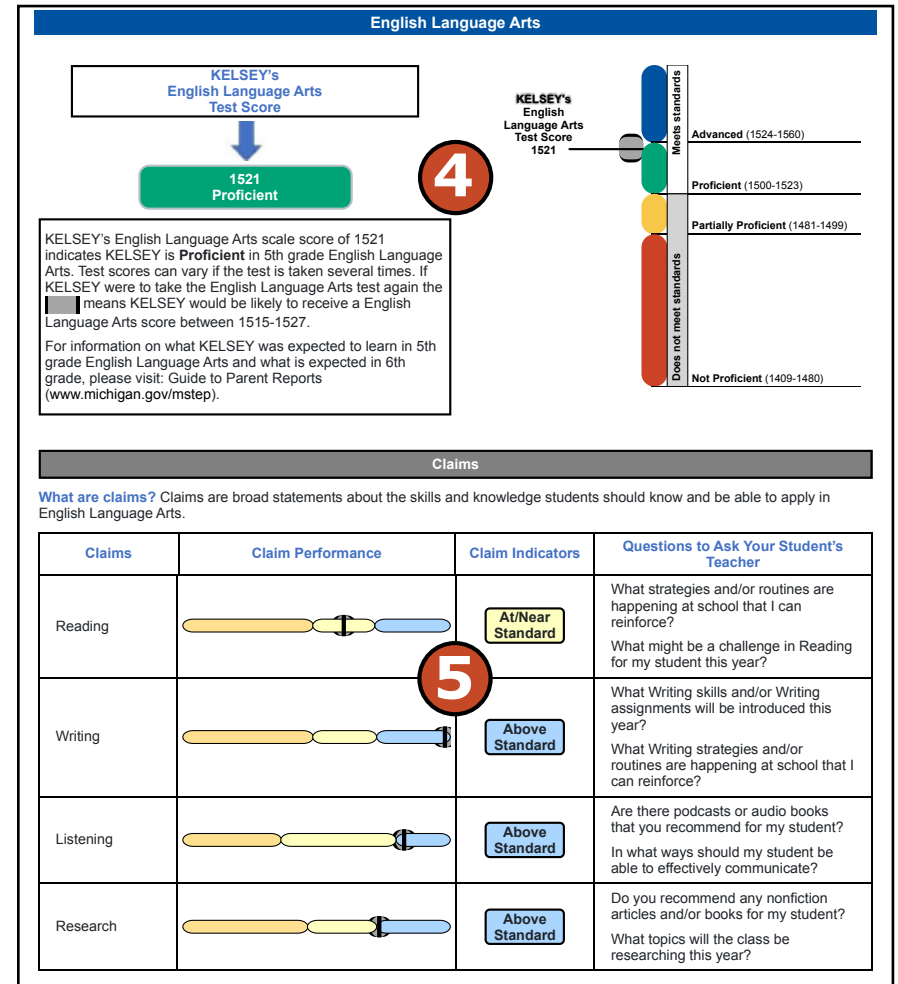 English Language Arts
KELSEY's
English Language Arts
Test Score
1521
Proficient
4
KELSEY's
English
Language Arts
Test Score
1521
Meets standards
Does not meet standards
Advanced (1524-1560)
Proficient (1500-1523)
Partially Proficient (1481-1499)
Not Proficient (1409-1480)
KELSEY's English Language Arts scale score of 1521
indicates KELSEY is Proficient in 5th grade English Language
Arts. Test scores can vary if the test is taken several times. If
KELSEY were to take the English Language Arts test again the
means KELSEY would be likely to receive a English
Language Arts score between 1515-1527.
For information on what KELSEY was expected to learn in 5th
grade English Language Arts and what is expected in 6th
grade, please visit: Guide to Parent Reports
(www.michigan.gov/mstep).
Claims
What are claims? Claims are broad statements about the skills and knowledge students should know and be able to apply in
English Language Arts.
Claims
Claim Performance
Claim Indicators
Questions to Ask Your Student's
Teacher
Reading
At/Near
Standard
What strategies and/or routines are
happening at school that I can
reinforce?
What might be a challenge in Reading
for my student this year?
5
Writing
Above
Standard
What Writing skills and/or Writing
assignments will be introduced this
year?
What Writing strategies and/or
routines are happening at school that I
can reinforce?
Listening
Above
Standard
Are there podcasts or audio books
that you recommend for my student?
In what ways should my student be
able to effectively communicate?
Research
Above
Standard
Do you recommend any nonfiction
articles and/or books for my student?
What topics will the class be
researching this year?